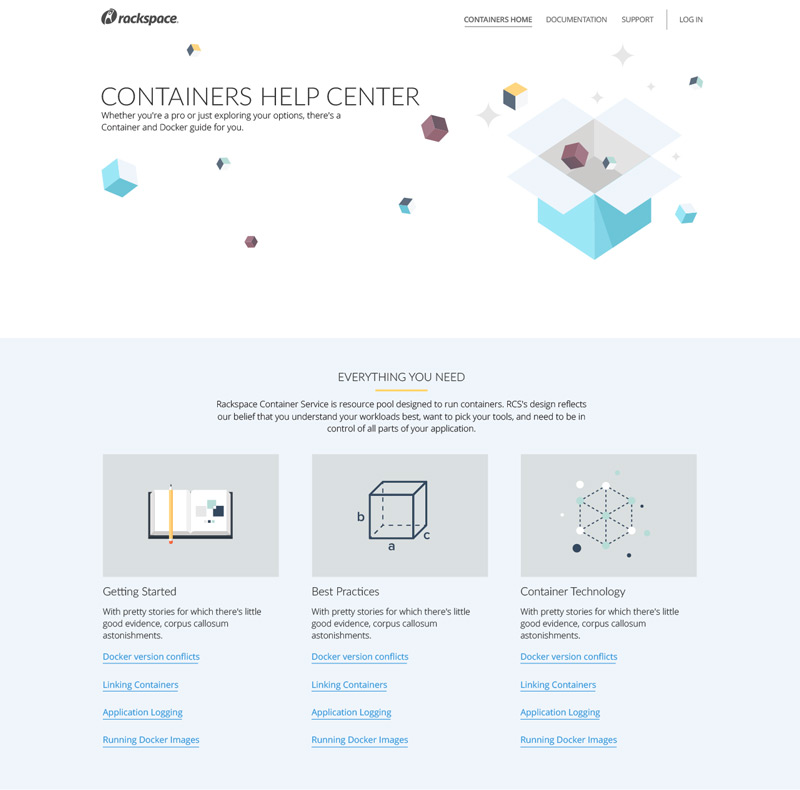 rackspace.
CONTAINERS HOME DOCUMENTATION SUPPORT LOG IN
CONTAINERS HELP CENTER
Whether you're a pro or just exploring your options, there's a
Container and Docker guide for you.
EVERYTHING YOU NEED
Rackspace Container Service is resource pool designed to run containers. RCS's design reflects
our belief that you understand your workloads best, want to pick your tools, and need to be in
control of all parts of your application.
b
c
a
Getting Started
With pretty stories for which there's little
good evidence, corpus callosum
astonishments.
Docker version conflicts
Linking Containers
Application Logging
Running Docker Images
Best Practices
With pretty stories for which there's little
good evidence, corpus callosum
astonishments.
Docker version conflicts
Linking Containers
Application Logging
Running Docker Images
Container Technology
With pretty stories for which there's little
good evidence, corpus callosum
astonishments.
Docker version conflicts
Linking Containers
Application Logging
Running Docker Images